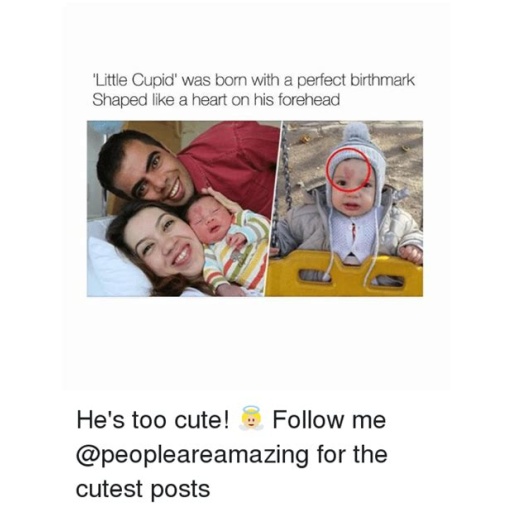 'Little Cupid' was born with a perfect birthmark
Shaped like a heart on his forehead
He's too cute! 👼 Follow me
@peopleareamazing for the
cutest posts